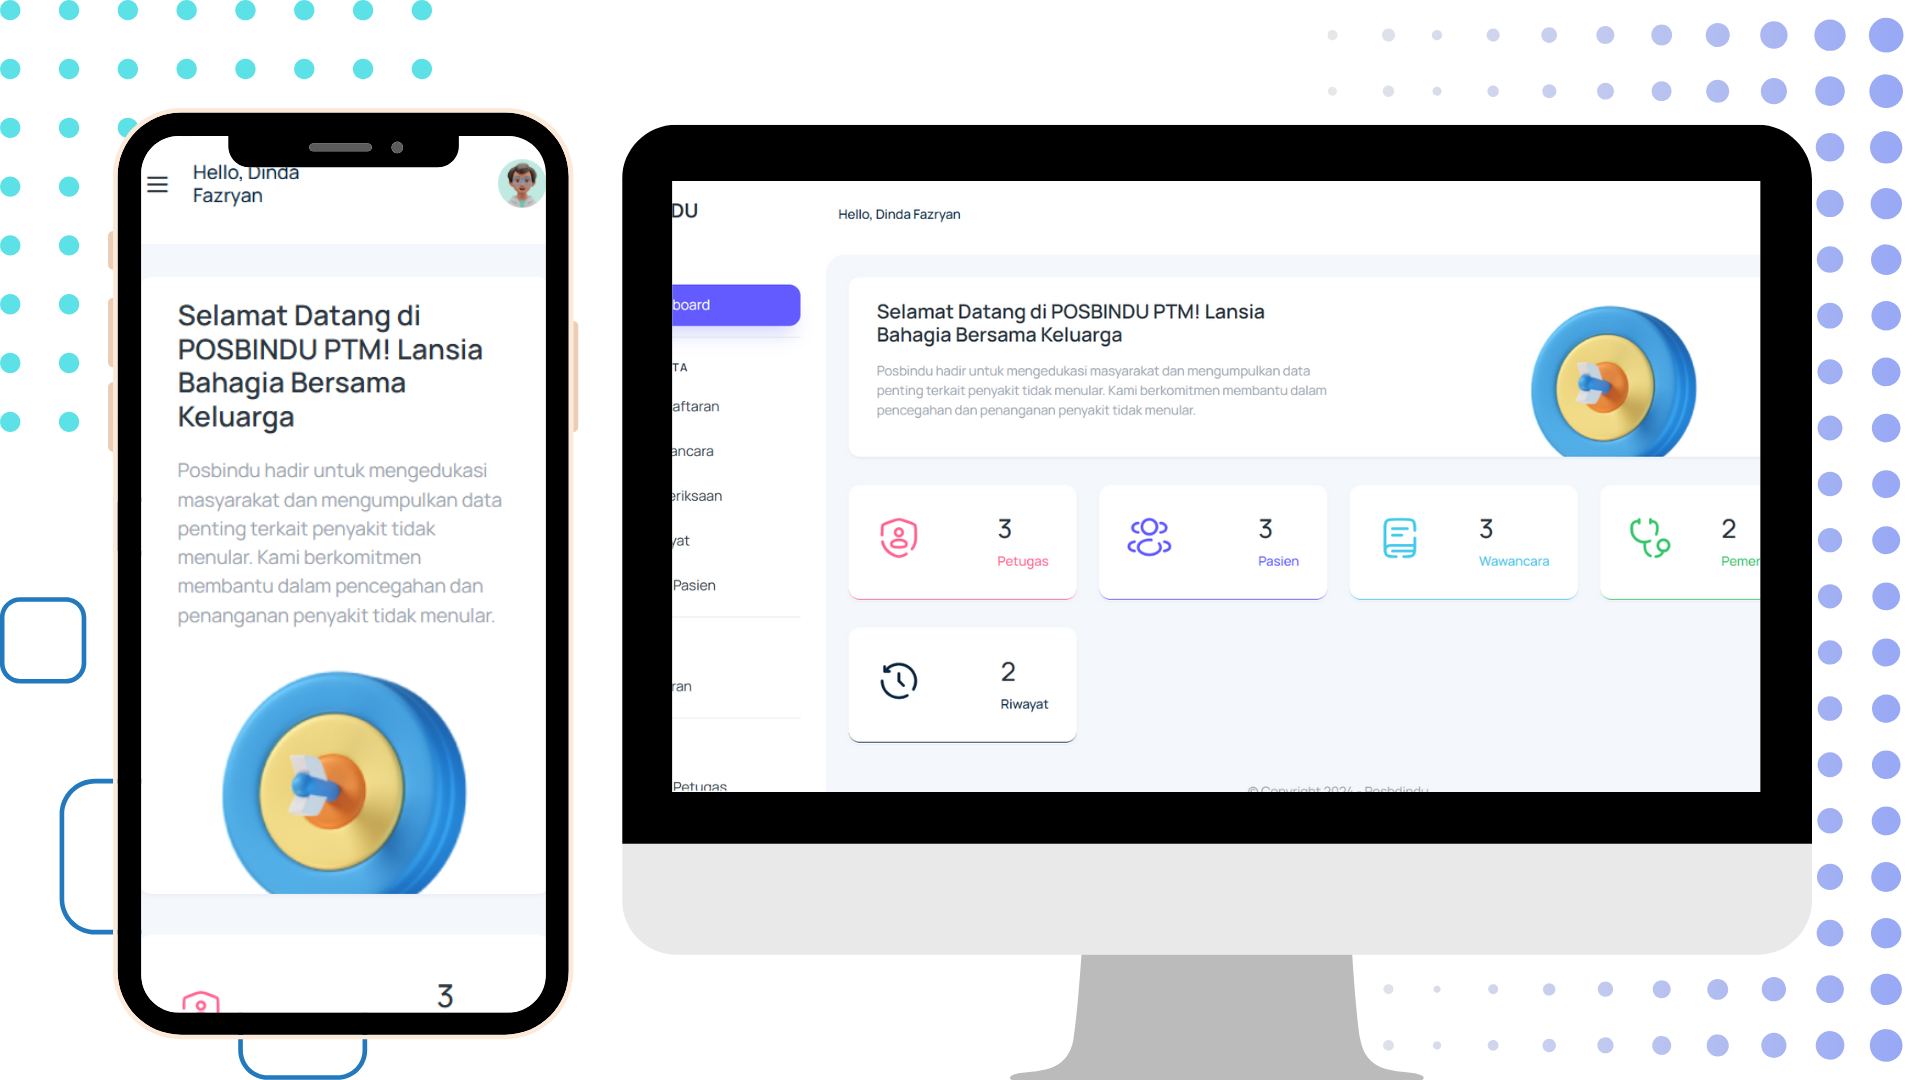 Hello, Dinda
Fazryan
Selamat Datang di
POSBINDU PTM! Lansia
Bahagia Bersama
Keluarga
Posbindu hadir untuk mengedukasi
masyarakat dan mengumpulkan data
penting terkait penyakit tidak
menular. Kami berkomitmen
membantu dalam pencegahan dan
penanganan penyakit tidak menular.
3
DU
Hello, Dinda Fazryan
board
TA
aftaran
ancara
eriksaan
yat
Pasien
ran
Petugas
Selamat Datang di POSBINDU PTM! Lansia
Bahagia Bersama Keluarga
Posbindu hadir untuk mengedukasi masyarakat dan mengumpulkan data
penting terkait penyakit tidak menular. Kami berkomitmen membantu dalam
pencegahan dan penanganan penyakit tidak menular.
3
Petugas
3
Pasien
3
Wawancara
2
Pemer
2
Riwayat
© Copyright 2024 - Poshdindu